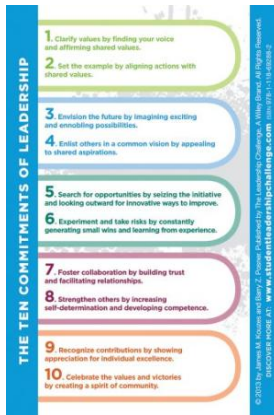 THE TEN COMMITMENTS OF LEADERSHIP
1. Clarify values by finding your voice
and affirming shared values.
2. Set the example by aligning actions with
shared values.
3. Envision the future by imagining exciting
and ennobling possibilities.
4. Enlist others in a common vision by appealing
to shared aspirations.
5. Search for opportunities by seizing the initiative
and looking outward for innovative ways to improve.
6. Experiment and take risks by constantly
generating small wins and learning from experience.
7. Foster collaboration by building trust
and facilitating relationships.
8. Strengthen others by increasing
self-determination and developing competence.
9. Recognize contributions by showing
appreciation for individual excellence.
10. Celebrate the values and victories
by creating a spirit of community.
© 2013 by James M. Kouzes and Barry Z. Posner. Published by The Leadership Challenge, A Wiley Brand. All Rights Reserved.
DISCOVER MORE AT: www.studentleadershipchallenge.com